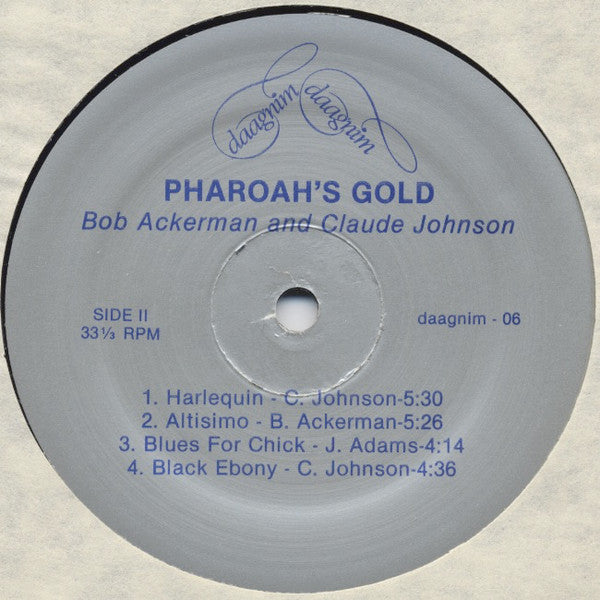 daagnim daagnim daagnim
PHAROAH'S GOLD
Bob Ackerman and Claude Johnson
SIDE II
33⅓ RPM
daagnim - 06
1. Harlequin - C. Johnson-5:30
2. Altisimo - B. Ackerman-5:26
3. Blues For Chick - J. Adams-4:14
4. Black Ebony - C. Johnson-4:36